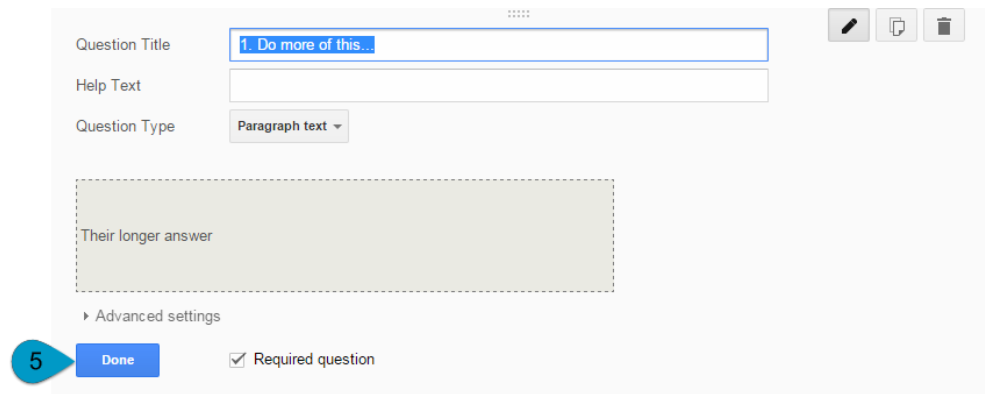 Question Title 1. Do more of this...
Help Text
Question Type Paragraph text
Their longer answer
Advanced settings
5 Done Required question